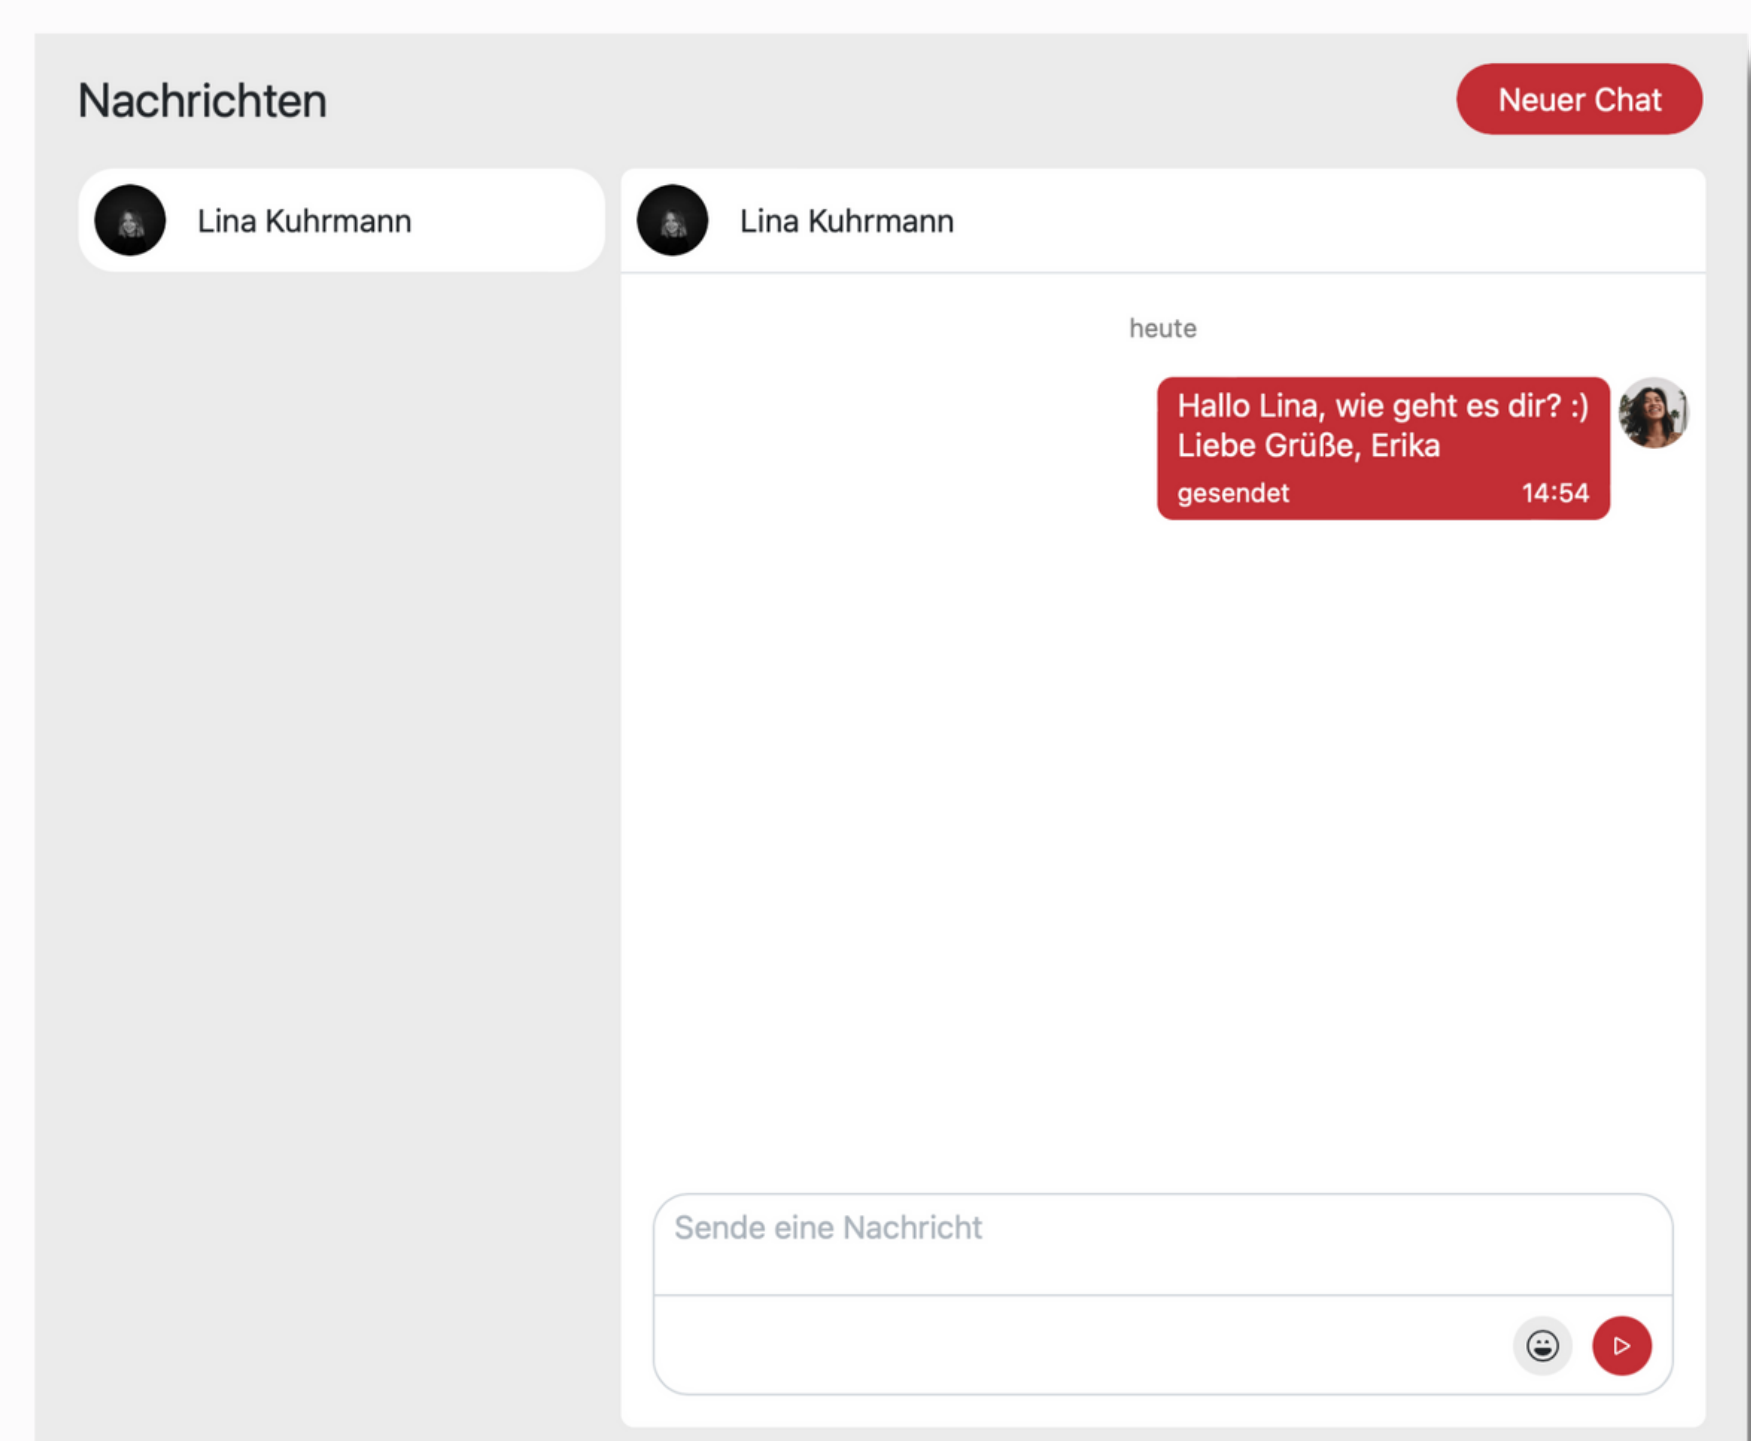 Nachrichten
Neuer Chat
Lina Kuhrmann
Lina Kuhrmann
heute
Hallo Lina, wie geht es dir? :)
Liebe Grüße, Erika
gesendet 14:54
Sende eine Nachricht